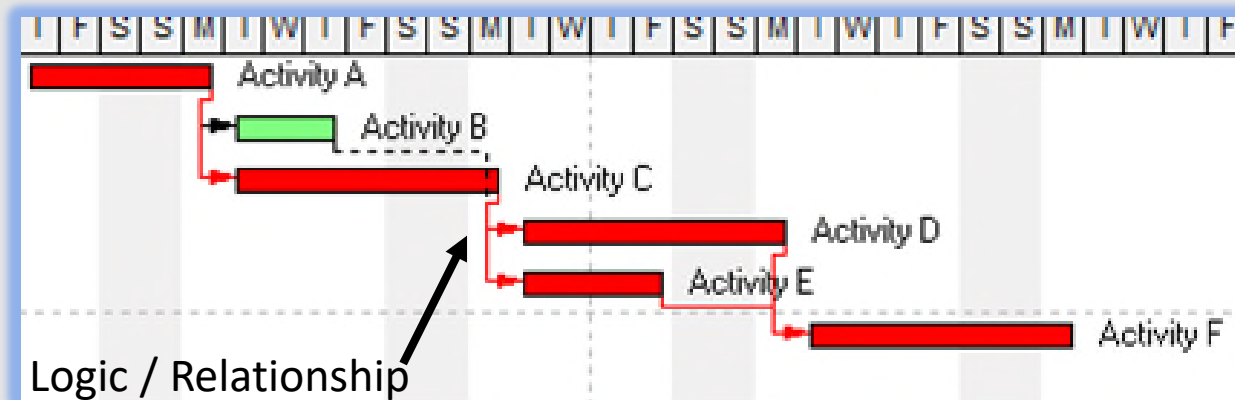 T F S S M T W T F S S M T W T F S S M T W T F S S M T W T F
Activity A
Activity B
Activity C
Activity D
Activity E
Activity F
Logic / Relationship